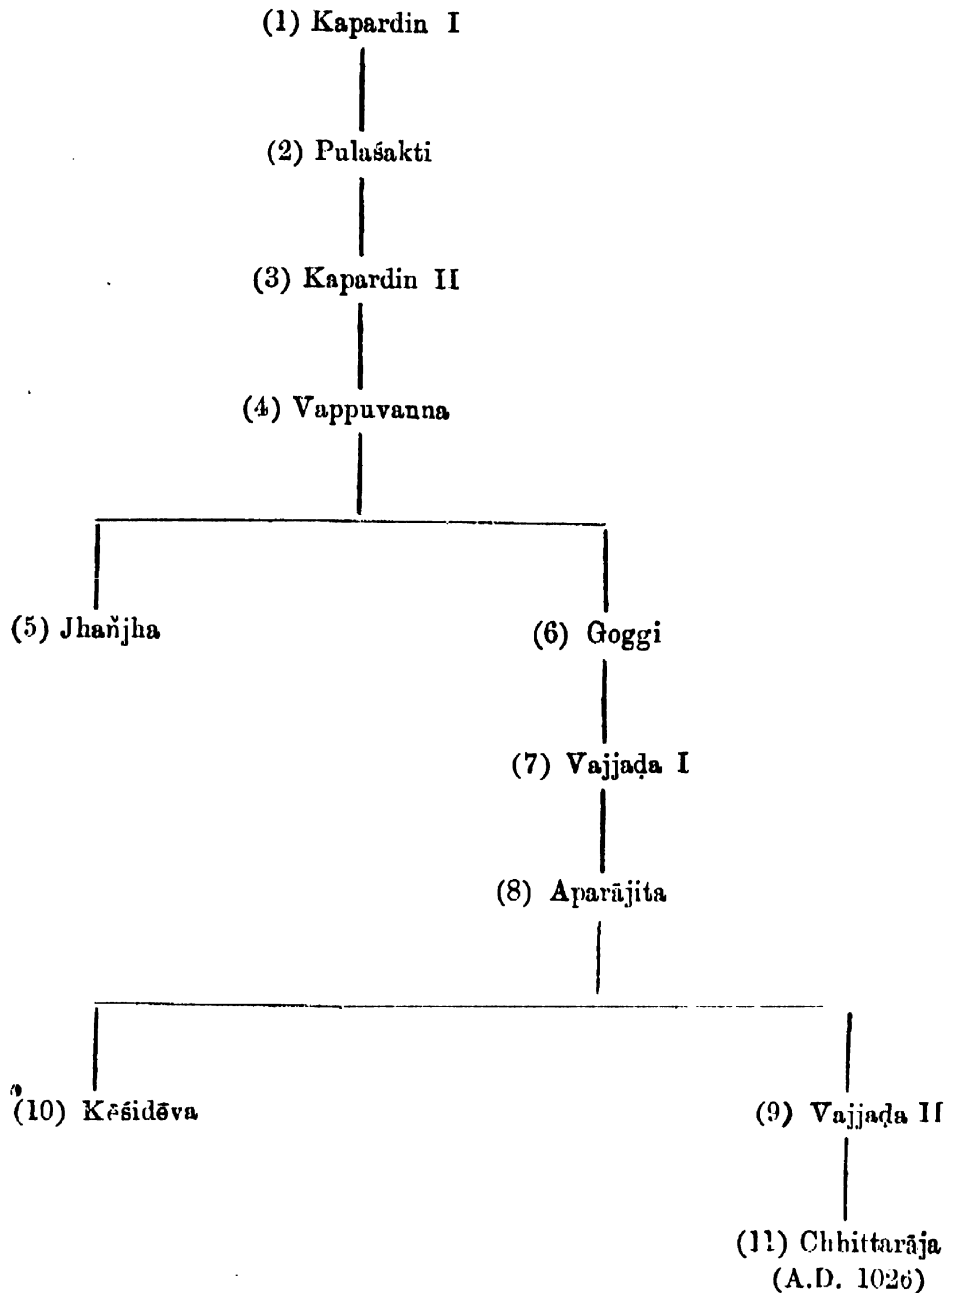 (1) Kapardin I
(2) Pulaśakti
(3) Kapardin II
(4) Vappuvanna
(5) Jhaňjha
(6) Goggi
(7) Vajjaḍa I
(8) Aparājita
(10) Kēśidēva
(9) Vajjaḍa II
(11) Chhittarāja
(A.D. 1026)